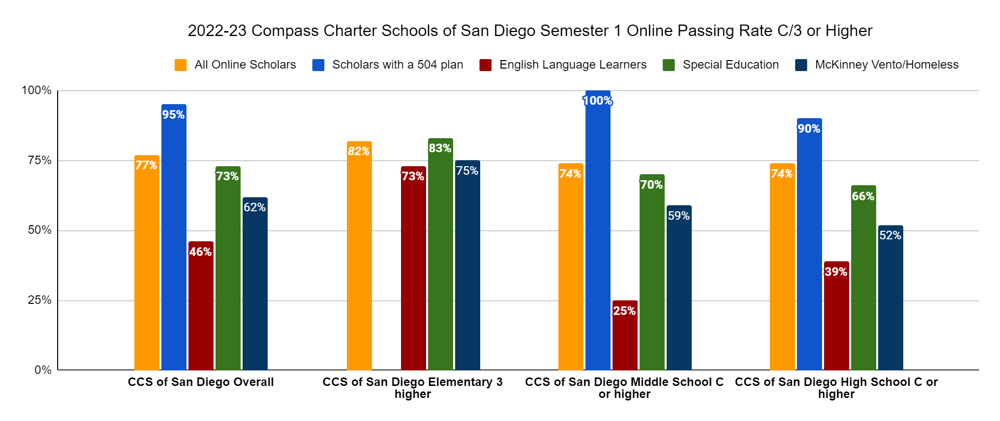 2022-23 Compass Charter Schools of San Diego Semester 1 Online Passing Rate C/3 or Higher
All Online Scholars Scholars with a 504 plan English Language Learners Special Education McKinney Vento/Homeless
100%
75%
50%
25%
0%
77%
95%
46%
73%
62%
82%
73%
83%
75%
74%
100%
25%
70%
59%
74%
90%
39%
66%
52%
CCS of San Diego Overall
CCS of San Diego Elementary 3
higher
CCS of San Diego Middle School C
or higher
CCS of San Diego High School C or
higher